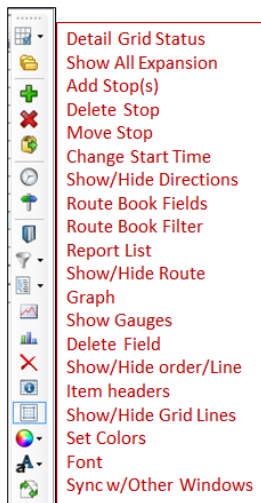 Detail Grid Status
Show All Expansion
Add Stop(s)
Delete Stop
Move Stop
Change Start Time
Show/Hide Directions
Route Book Fields
Route Book Filter
Report List
Show/Hide Route
Graph
Show Gauges
Delete Field
Show/Hide order/Line
Item headers
Show/Hide Grid Lines
Set Colors
Font
Sync w/Other Windows